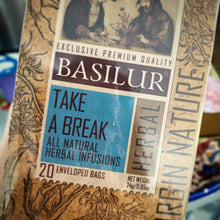 EXCLUSIVE PREMIUM QUALITY
BASILUR
TAKE
A BREAK
ALL NATURAL
HERBAL INFUSIONS
20 ENVELOPED BAGS
HERBAL
NATURE